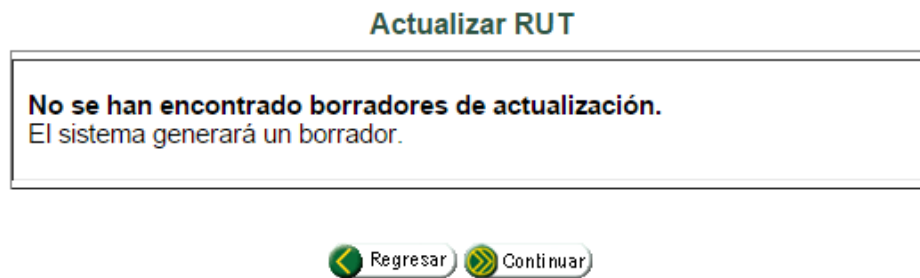 Actualizar RUT
No se han encontrado borradores de actualización.
El sistema generará un borrador.
Regresar Continuar